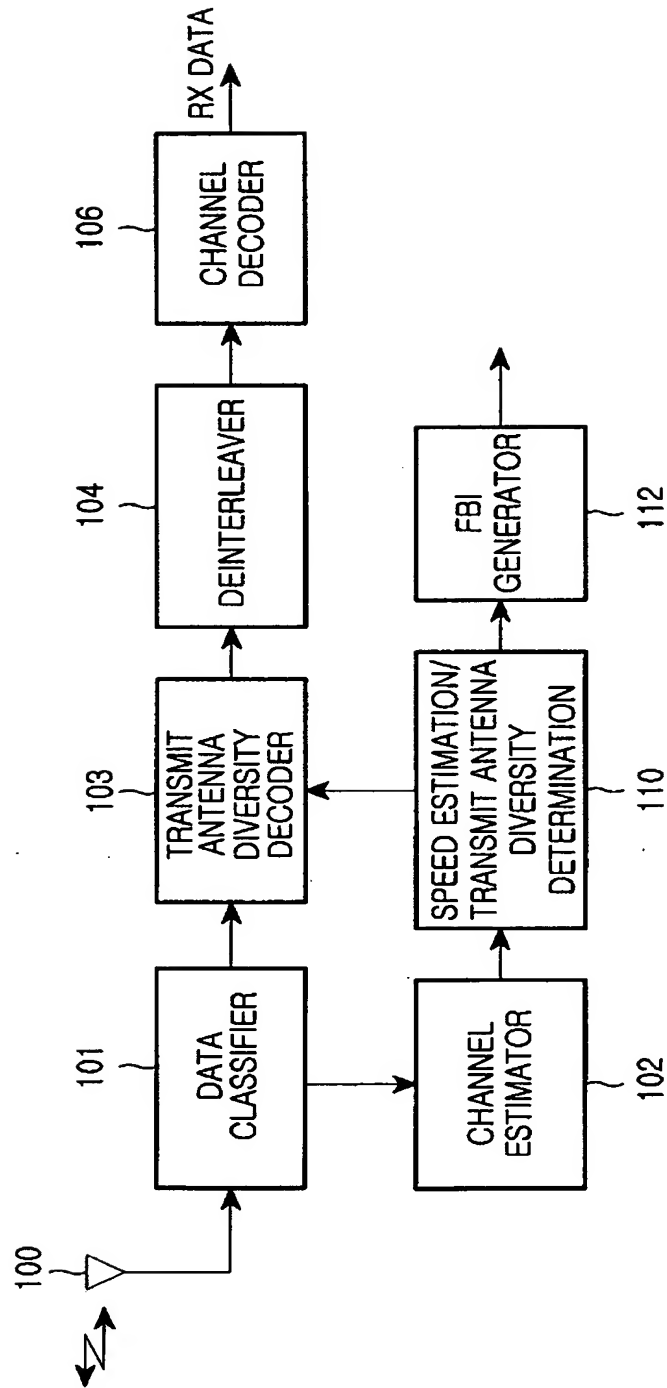 100
101
DATA
CLASSIFIER
103
TRANSMIT
ANTENNA
DIVERSITY
DECODER
104
DEINTERLEAVER
106
CHANNEL
DECODER
RX DATA
CHANNEL
ESTIMATOR
102
SPEED ESTIMATION/
TRANSMIT ANTENNA
DIVERSITY
DETERMINATION
110
FBI
GENERATOR
112